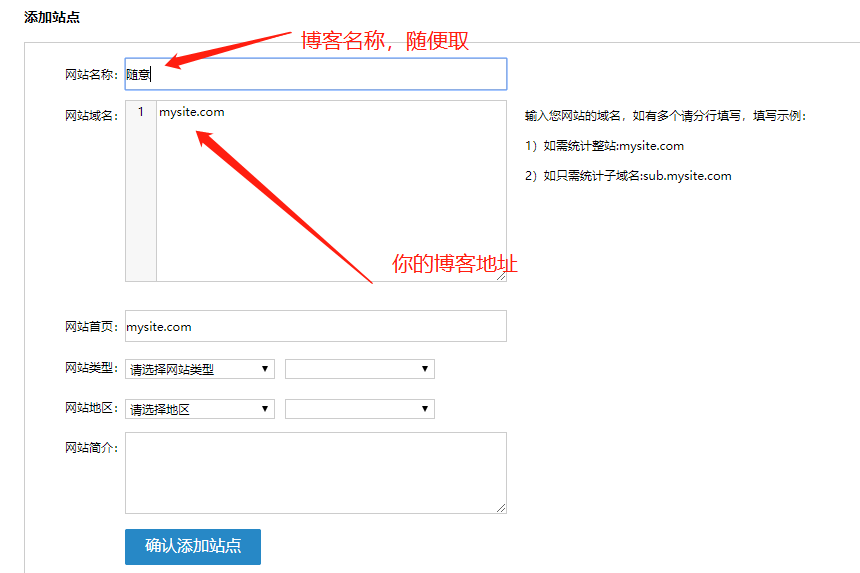 添加站点
博客名称，随便取
网站名称：随意
网站域名：
1 mysite.com
输入您网站的域名，如有多个请分行填写，填写示例：
1）如需统计整站:mysite.com
2）如只需统计子域名:sub.mysite.com
你的博客地址
网站首页：mysite.com
网站类型：请选择网站类型
网站地区：请选择地区
网站简介：
确认添加站点